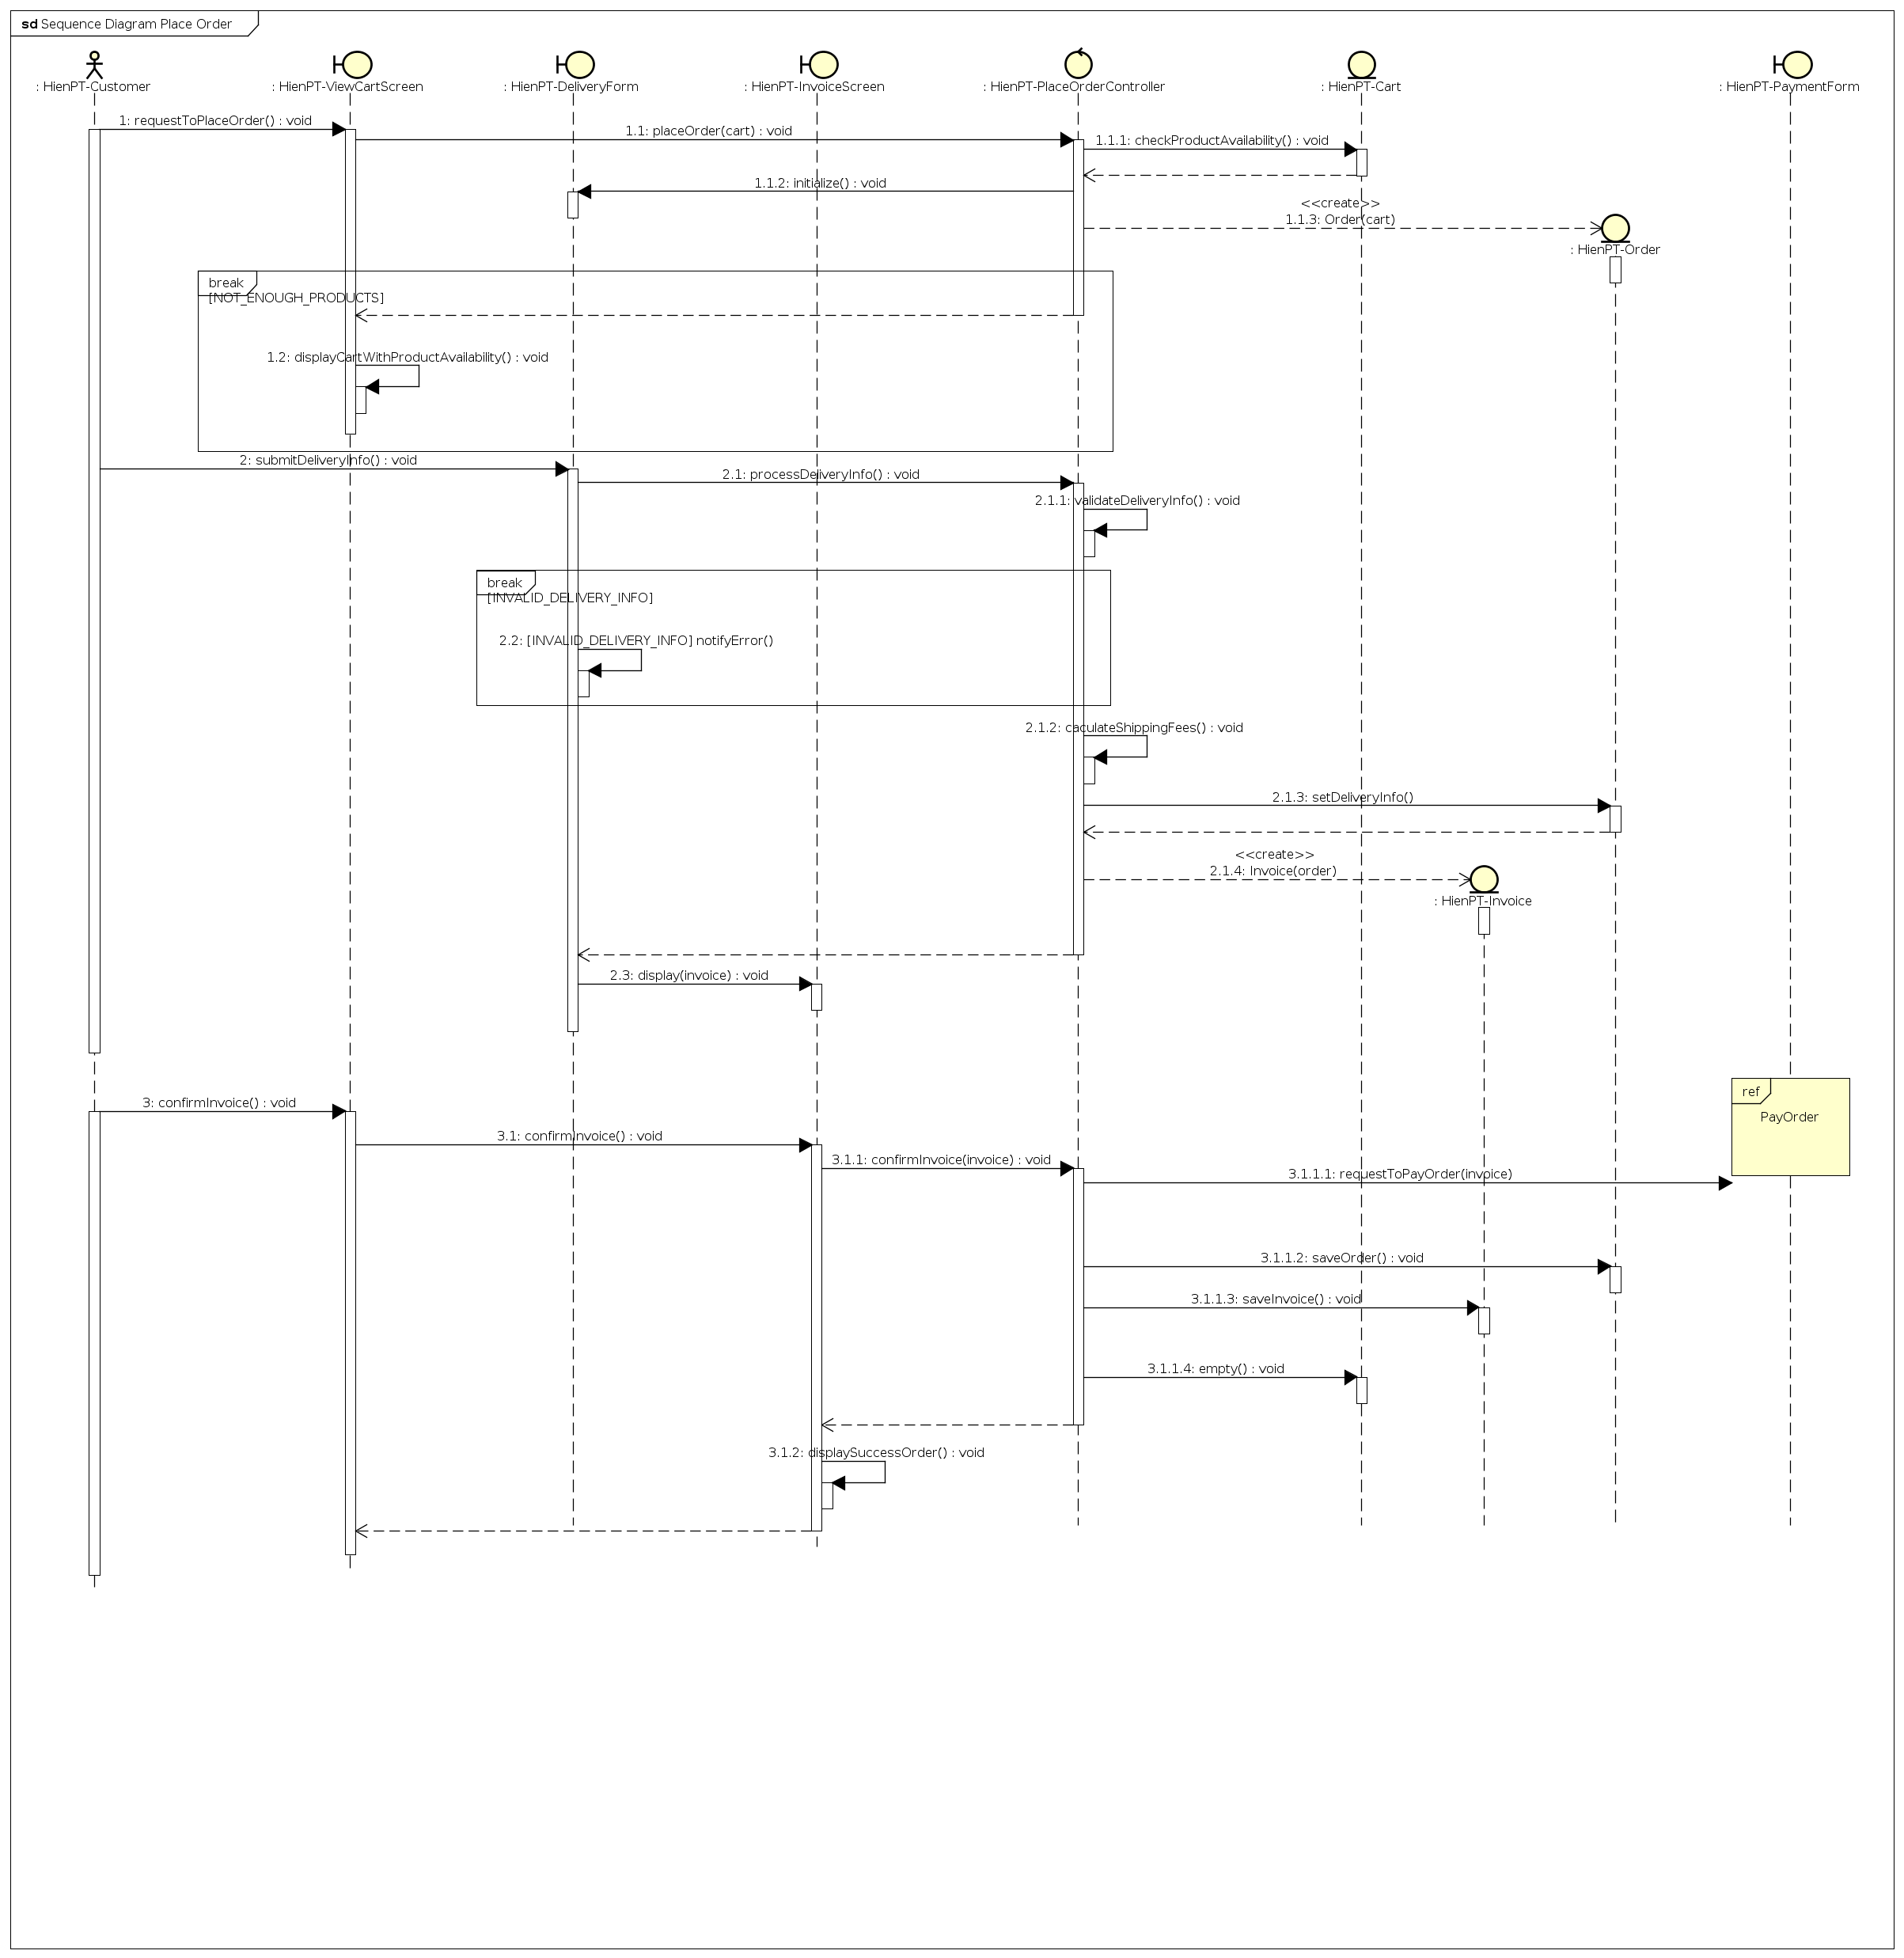 sd Sequence Diagram Place Order
: HienPT-Customer
: HienPT-ViewCartScreen
: HienPT-DeliveryForm
: HienPT-InvoiceScreen
: HienPT-PlaceOrderController
: HienPT-Cart
: HienPT-PaymentForm
1: requestToPlaceOrder() : void
1.1: placeOrder(cart) : void
1.1.1: checkProductAvailability() : void
1.1.2: initialize() : void
<<create>>
1.1.3: Order(cart)
: HienPT-Order
break
[NOT_ENOUGH_PRODUCTS]
1.2: displayCartWithProductAvailability() : void
2: submitDeliveryInfo() : void
2.1: processDeliveryInfo() : void
2.1.1: validateDeliveryInfo() : void
break
[INVALID_DELIVERY_INFO]
2.2: [INVALID_DELIVERY_INFO] notifyError()
2.1.2: caculateShippingFees() : void
2.1.3: setDeliveryInfo()
<<create>>
2.1.4: Invoice(order)
: HienPT-Invoice
2.3: display(invoice) : void
ref
PayOrder
3: confirmInvoice() : void
3.1: confirmInvoice() : void
3.1.1: confirmInvoice(invoice) : void
3.1.1.1: requestToPayOrder(invoice)
3.1.1.2: saveOrder() : void
3.1.1.3: saveInvoice() : void
3.1.1.4: empty() : void
3.1.2: displaySuccessOrder() : void